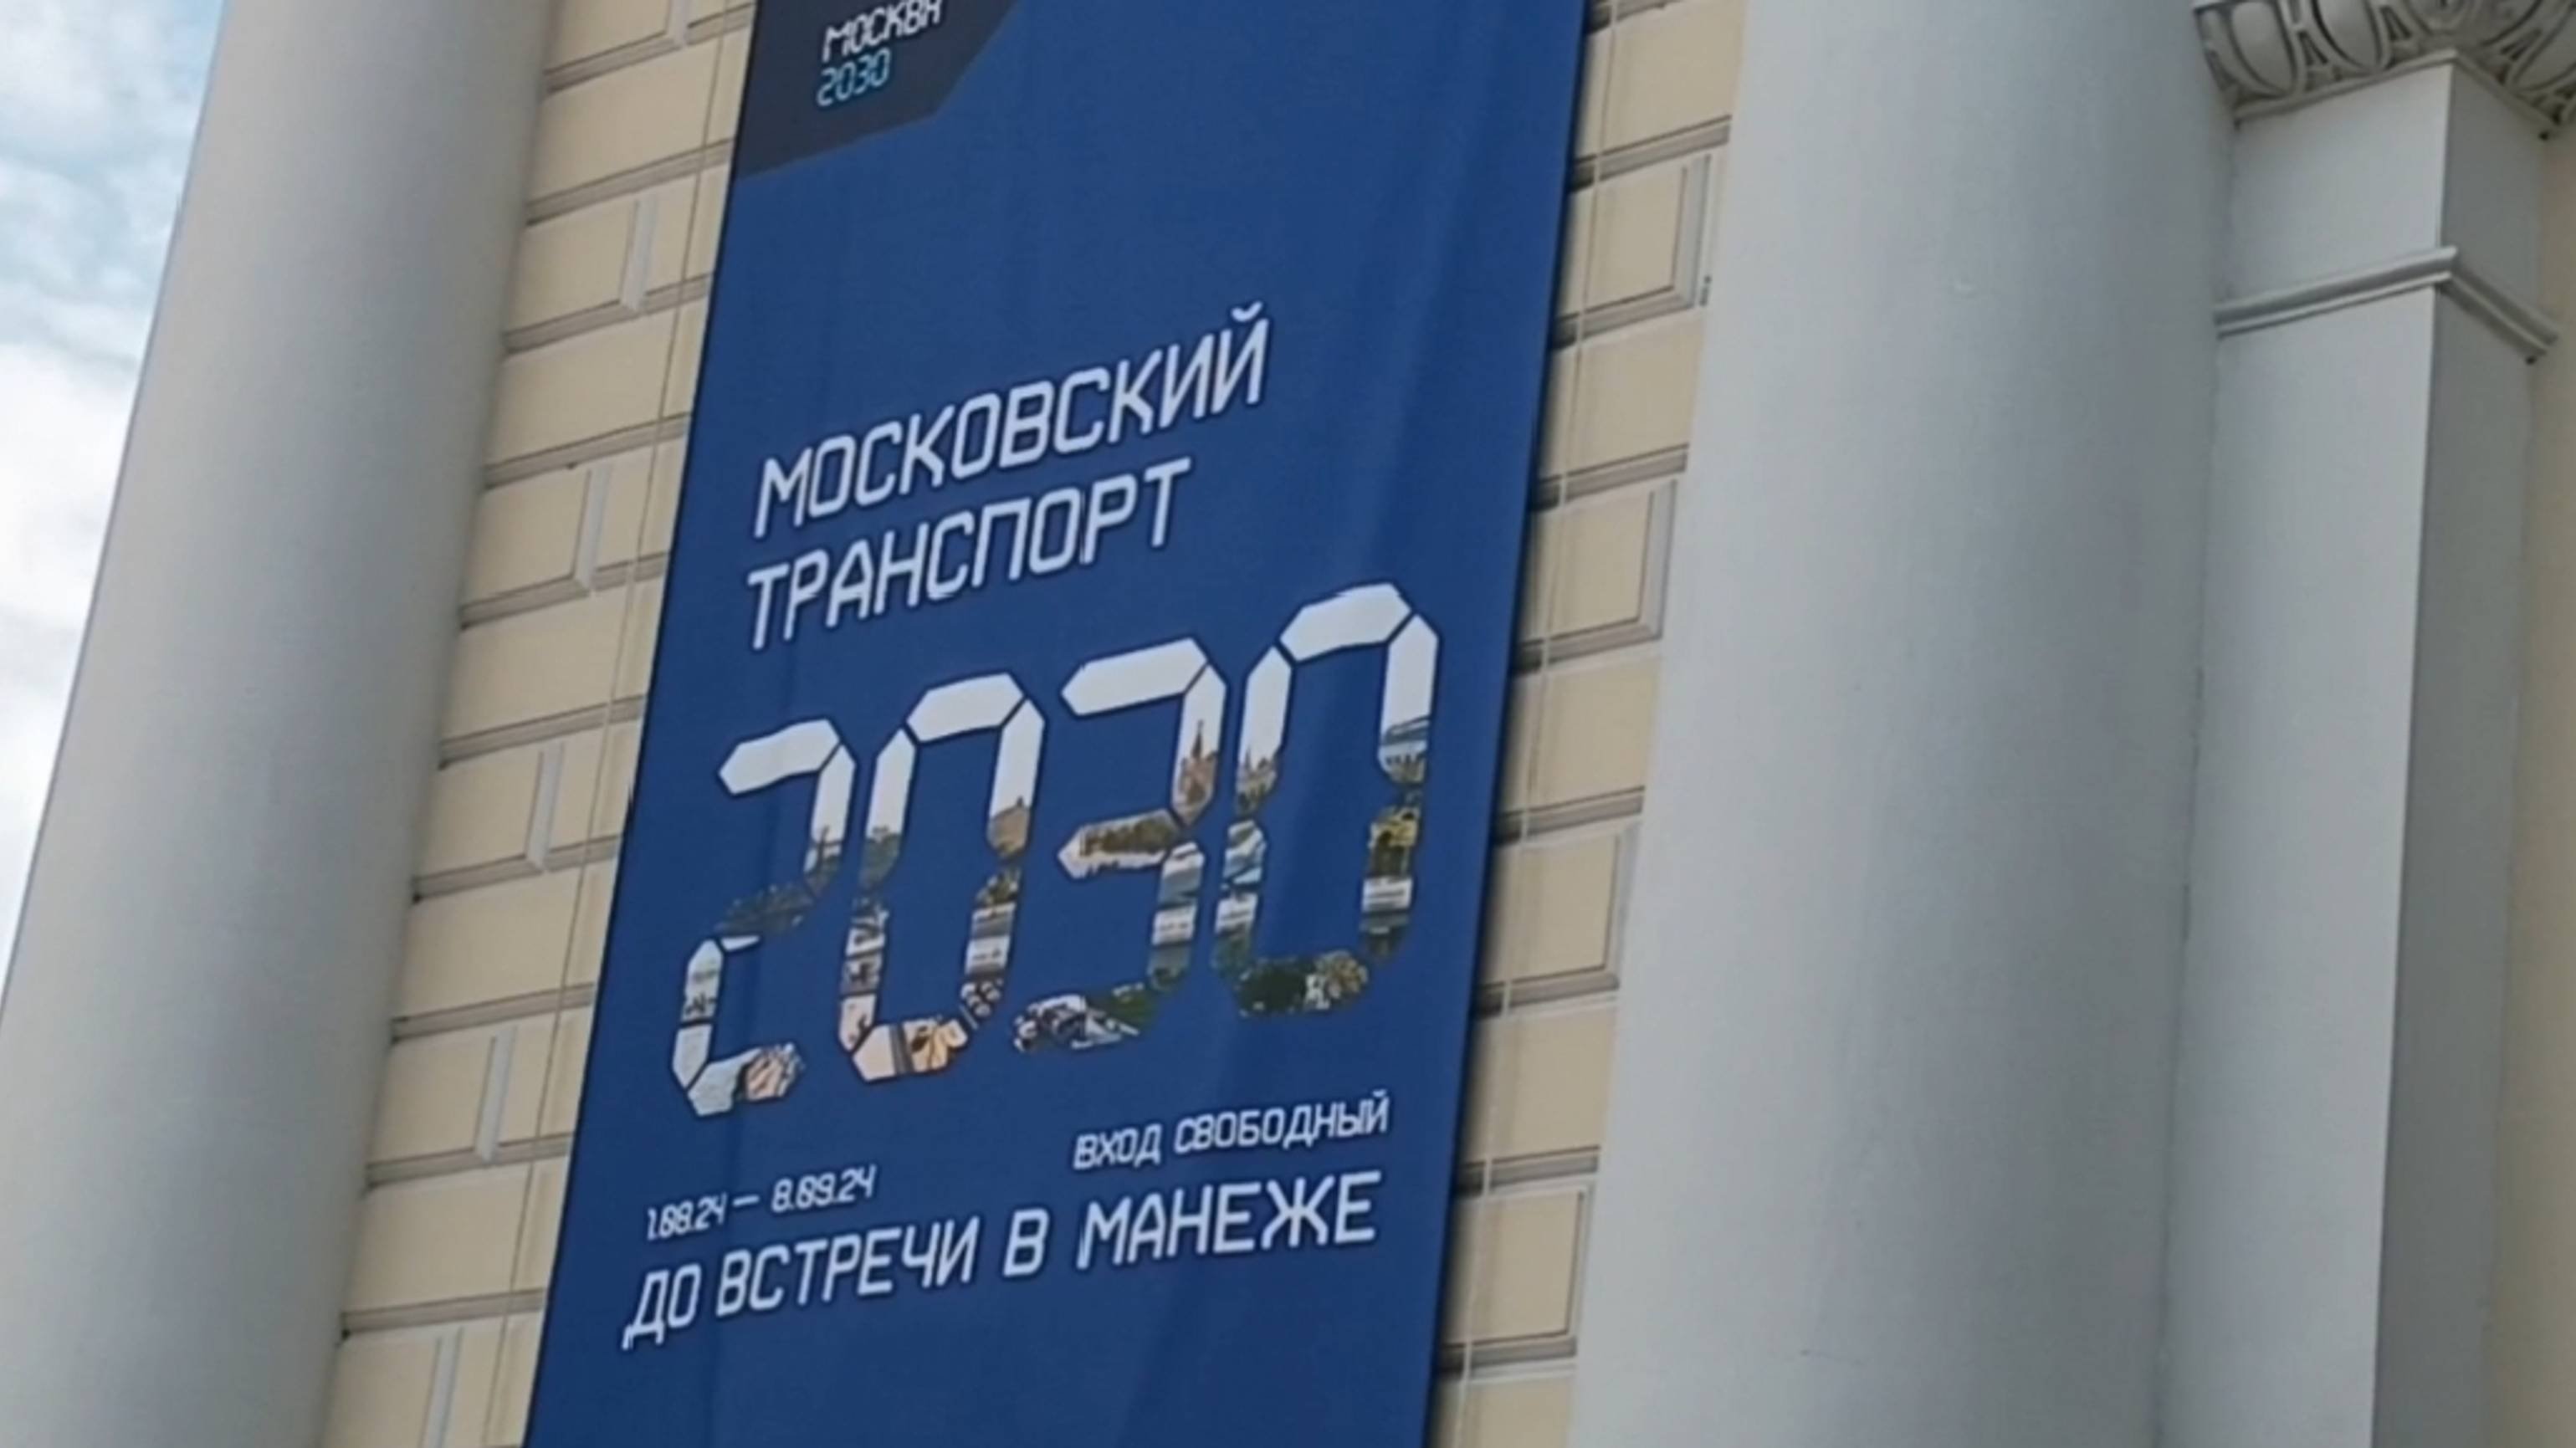 МОСКВА
2030
МОСКОВСКИЙ
ТРАНСПОРТ
2030
ВХОД СВОБОДНЫЙ
1.08.24 — 8.09.24
ДО ВСТРЕЧИ В МАНЕЖЕ